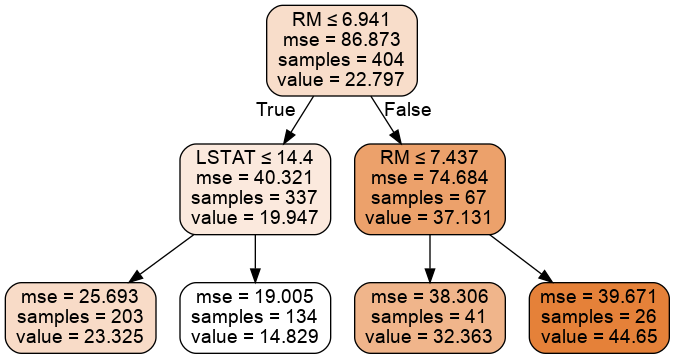 RM ≤ 6.941
mse = 86.873
samples = 404
value = 22.797
True
False
LSTAT ≤ 14.4
mse = 40.321
samples = 337
value = 19.947
RM ≤ 7.437
mse = 74.684
samples = 67
value = 37.131
mse = 25.693
samples = 203
value = 23.325
mse = 19.005
samples = 134
value = 14.829
mse = 38.306
samples = 41
value = 32.363
mse = 39.671
samples = 26
value = 44.65